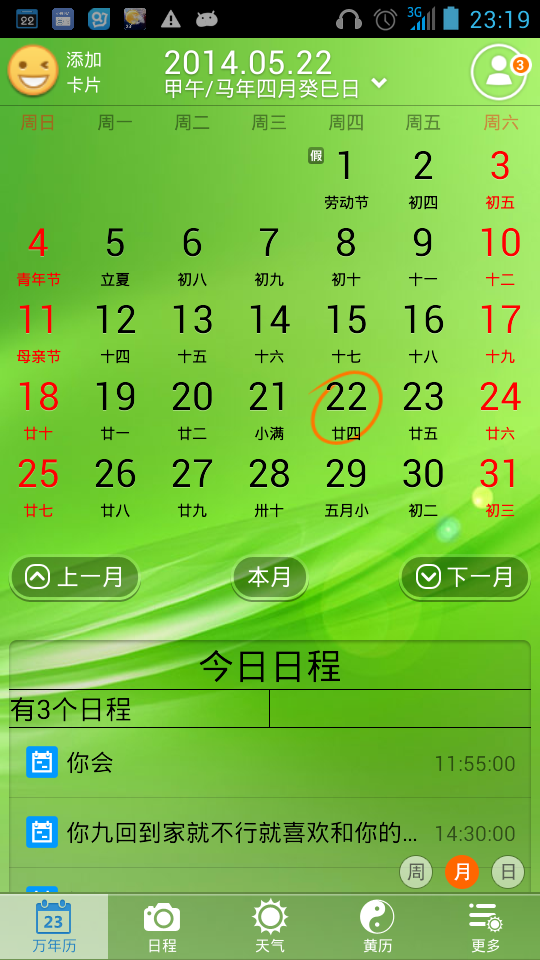 22
3G
23:19
添加
卡片
2014.05.22
甲午/马年四月癸巳日
3
周日 周一 周二 周三 周四 周五 周六
假 1 2 3
劳动节 初四 初五
4 5 6 7 8 9 10
青年节 立夏 初八 初九 初十 十一 十二
11 12 13 14 15 16 17
母亲节 十四 十五 十六 十七 十八 十九
18 19 20 21 22 23 24
廿十 廿一 廿二 小满 廿四 廿五 廿六
25 26 27 28 29 30 31
廿七 廿八 廿九 卅十 五月小 初二 初三
上一月 本月 下一月
今日日程
有3个日程
你会 11:55:00
你九回到家就不行就喜欢和你的... 14:30:00
周 月 日
23
万年历 日程 天气 黄历 更多